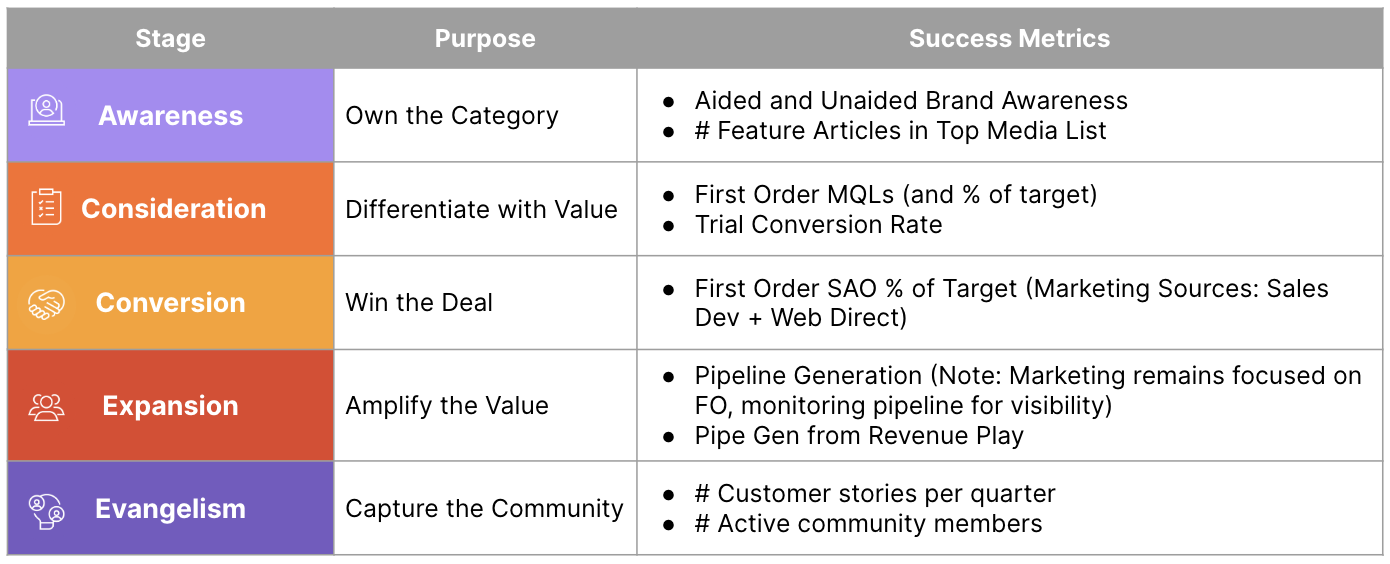 Stage Purpose Success Metrics
Awareness
Own the Category
● Aided and Unaided Brand Awareness
● # Feature Articles in Top Media List
Consideration
Differentiate with Value
● First Order MQLs (and % of target)
● Trial Conversion Rate
Conversion
Win the Deal
● First Order SAO % of Target (Marketing Sources: Sales
Dev + Web Direct)
Expansion
Amplify the Value
● Pipeline Generation (Note: Marketing remains focused on
FO, monitoring pipeline for visibility)
● Pipe Gen from Revenue Play
Evangelism
Capture the Community
● # Customer stories per quarter
● # Active community members